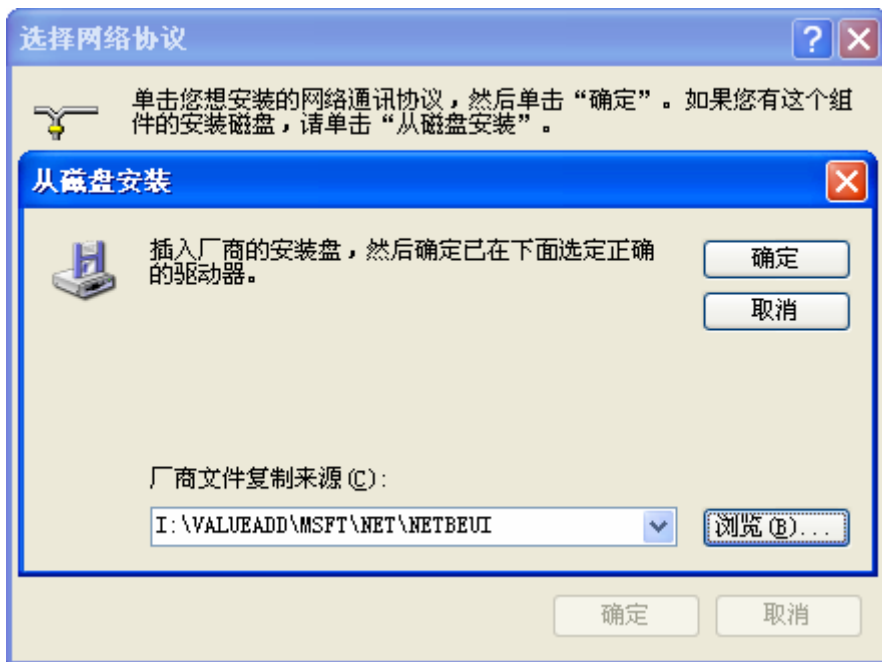 选择网络协议
单击您想安装的网络通讯协议，然后单击“确定”。如果您有这个组
件的安装磁盘，请单击“从磁盘安装”。
从磁盘安装
插入厂商的安装盘，然后确定已在下面选定正确
的驱动器。
确定
取消
厂商文件复制来源(C):
I:\VALUEADD\MSFT\NET\NETBEUI
浏览(B)...
确定
取消